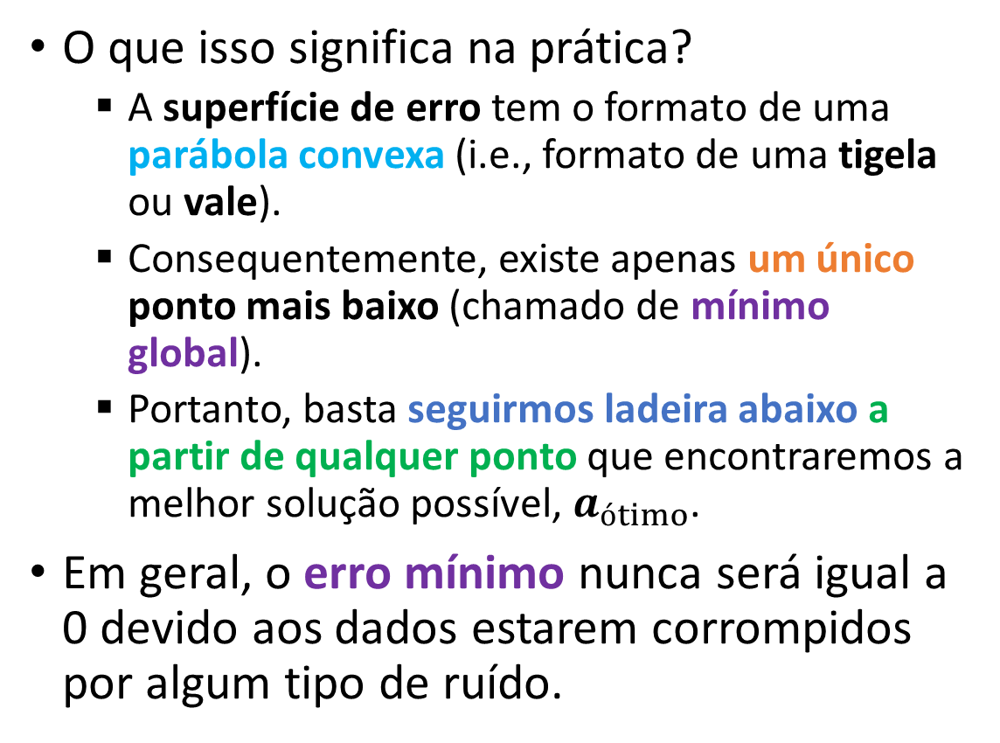 • O que isso significa na prática?
▪ A superfície de erro tem o formato de uma
parábola convexa (i.e., formato de uma tigela
ou vale).
▪ Consequentemente, existe apenas um único
ponto mais baixo (chamado de mínimo
global).
▪ Portanto, basta seguirmos ladeira abaixo a
partir de qualquer ponto que encontraremos a
melhor solução possível, a_ótimo.
• Em geral, o erro mínimo nunca será igual a
0 devido aos dados estarem corrompidos
por algum tipo de ruído.